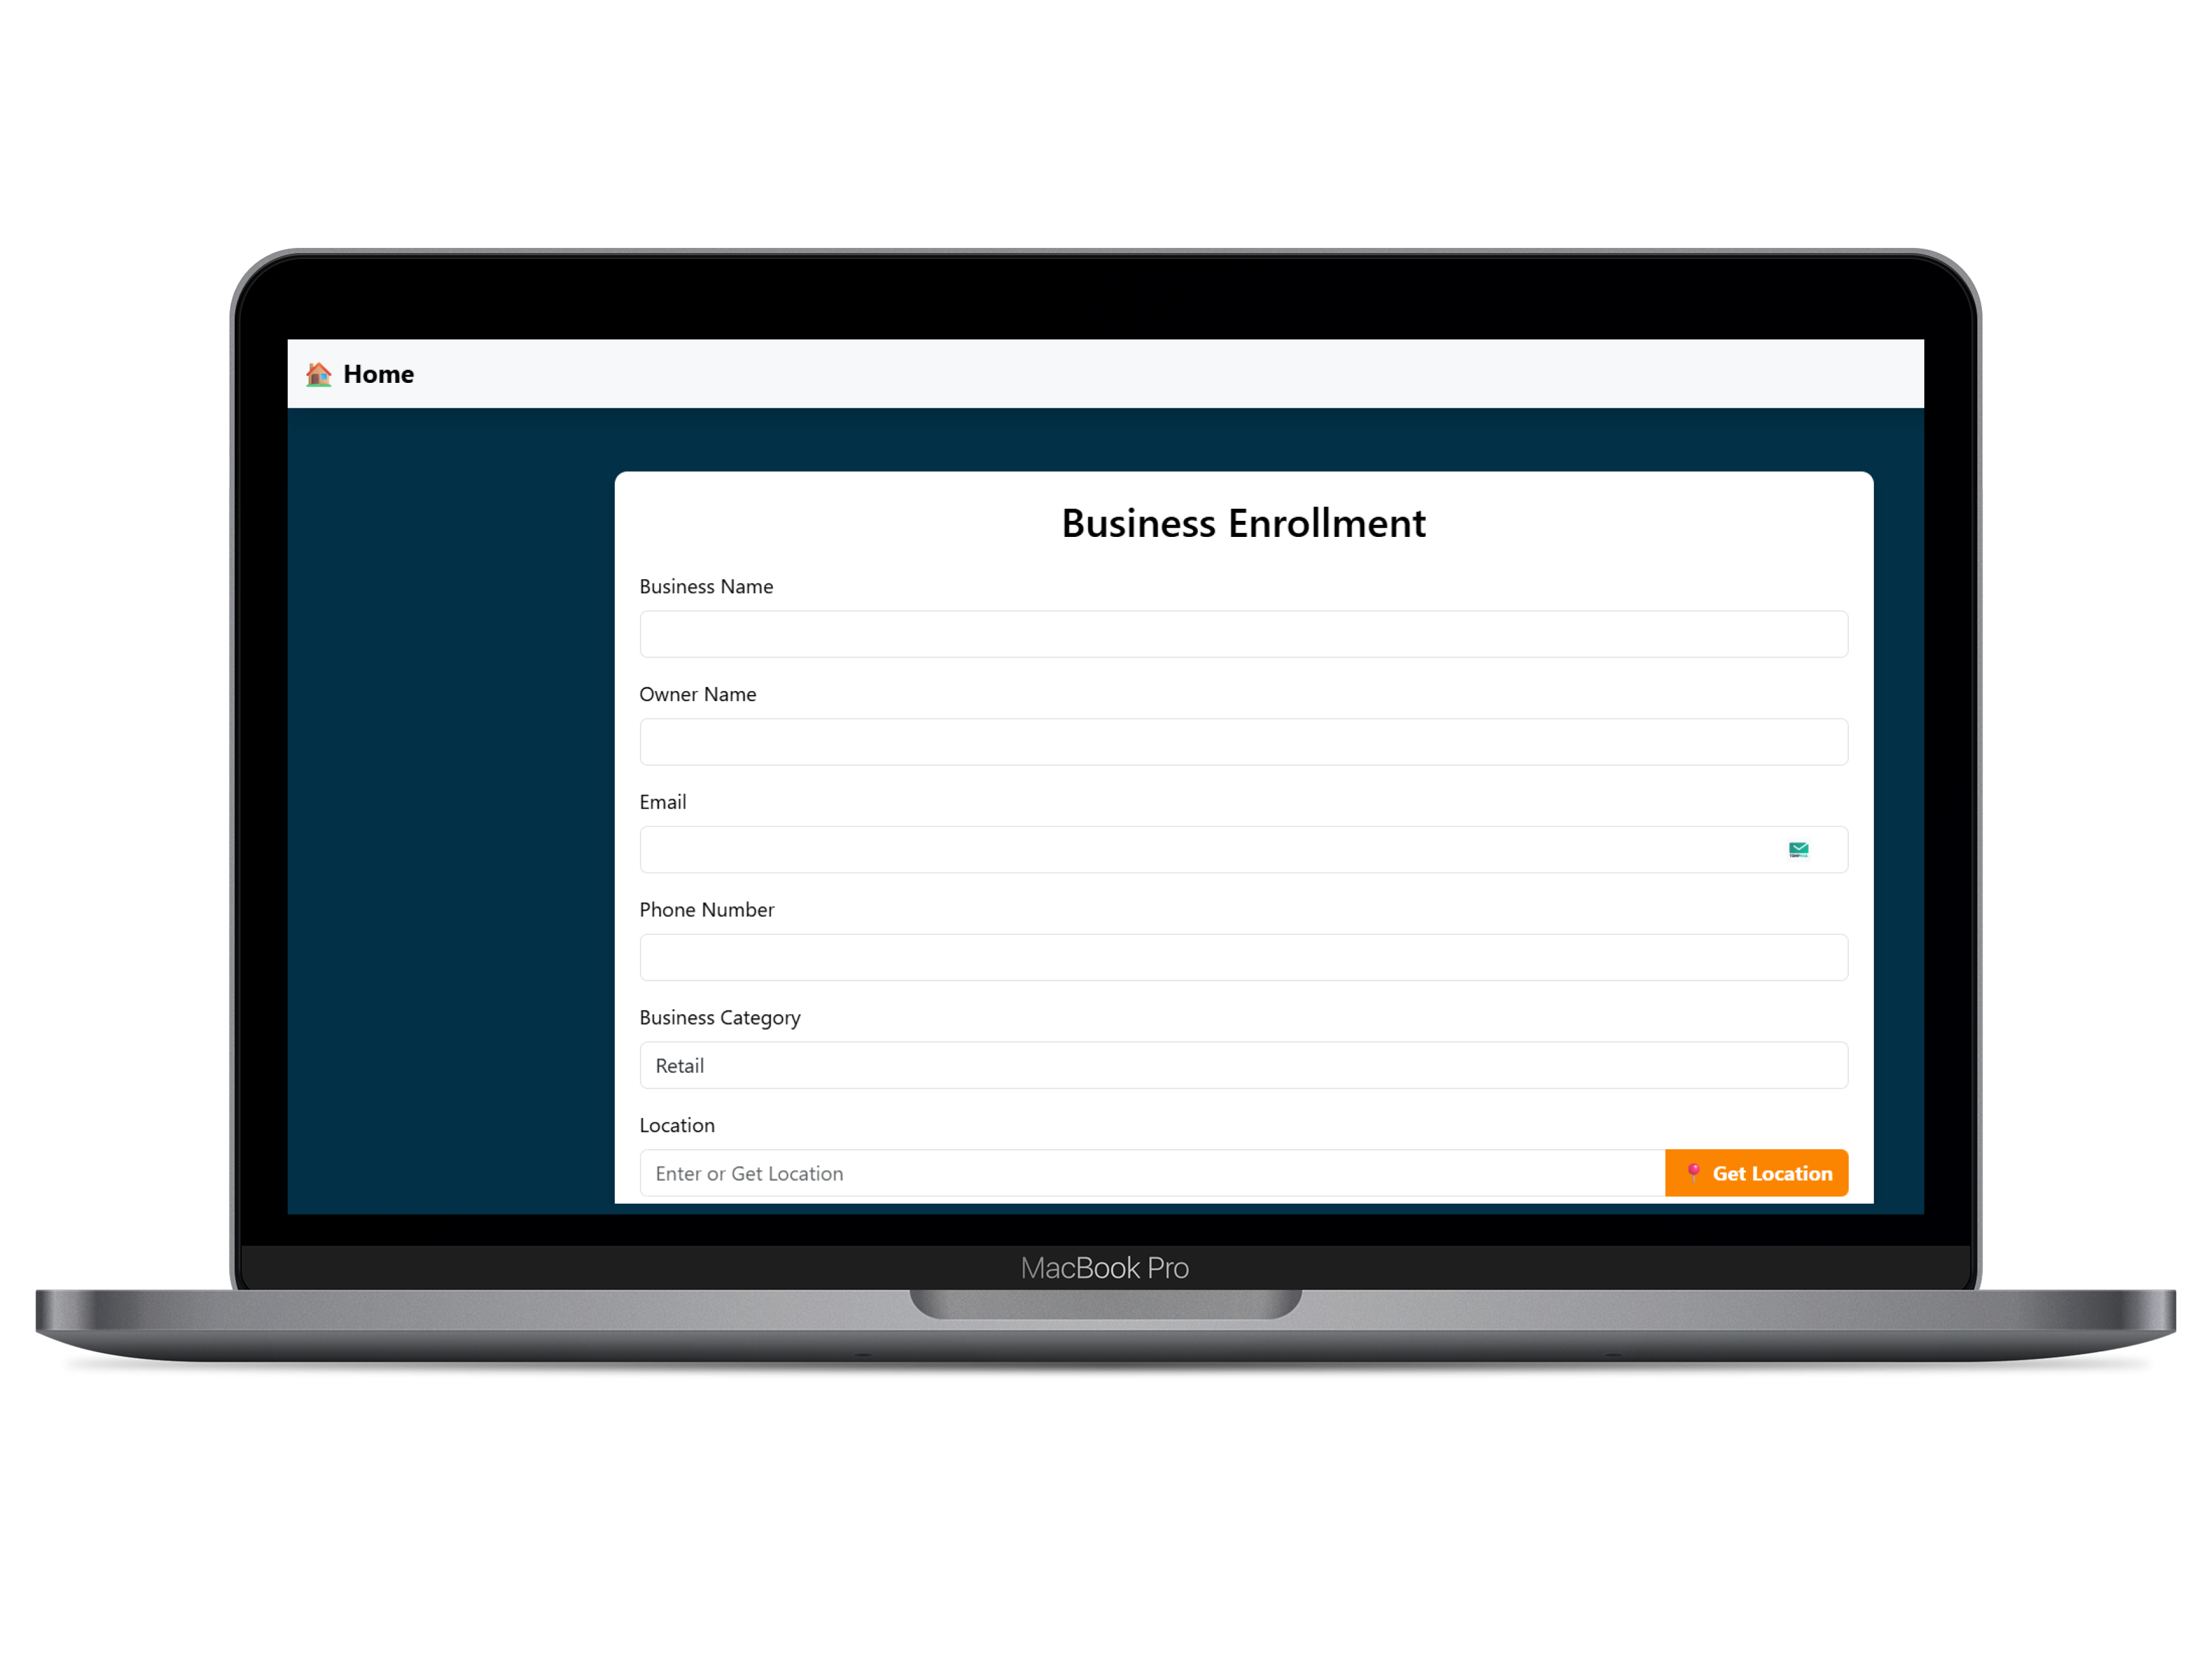 Home
Business Enrollment
Business Name
Owner Name
Email
Phone Number
Business Category
Retail
Location
Enter or Get Location
Get Location
MacBook Pro